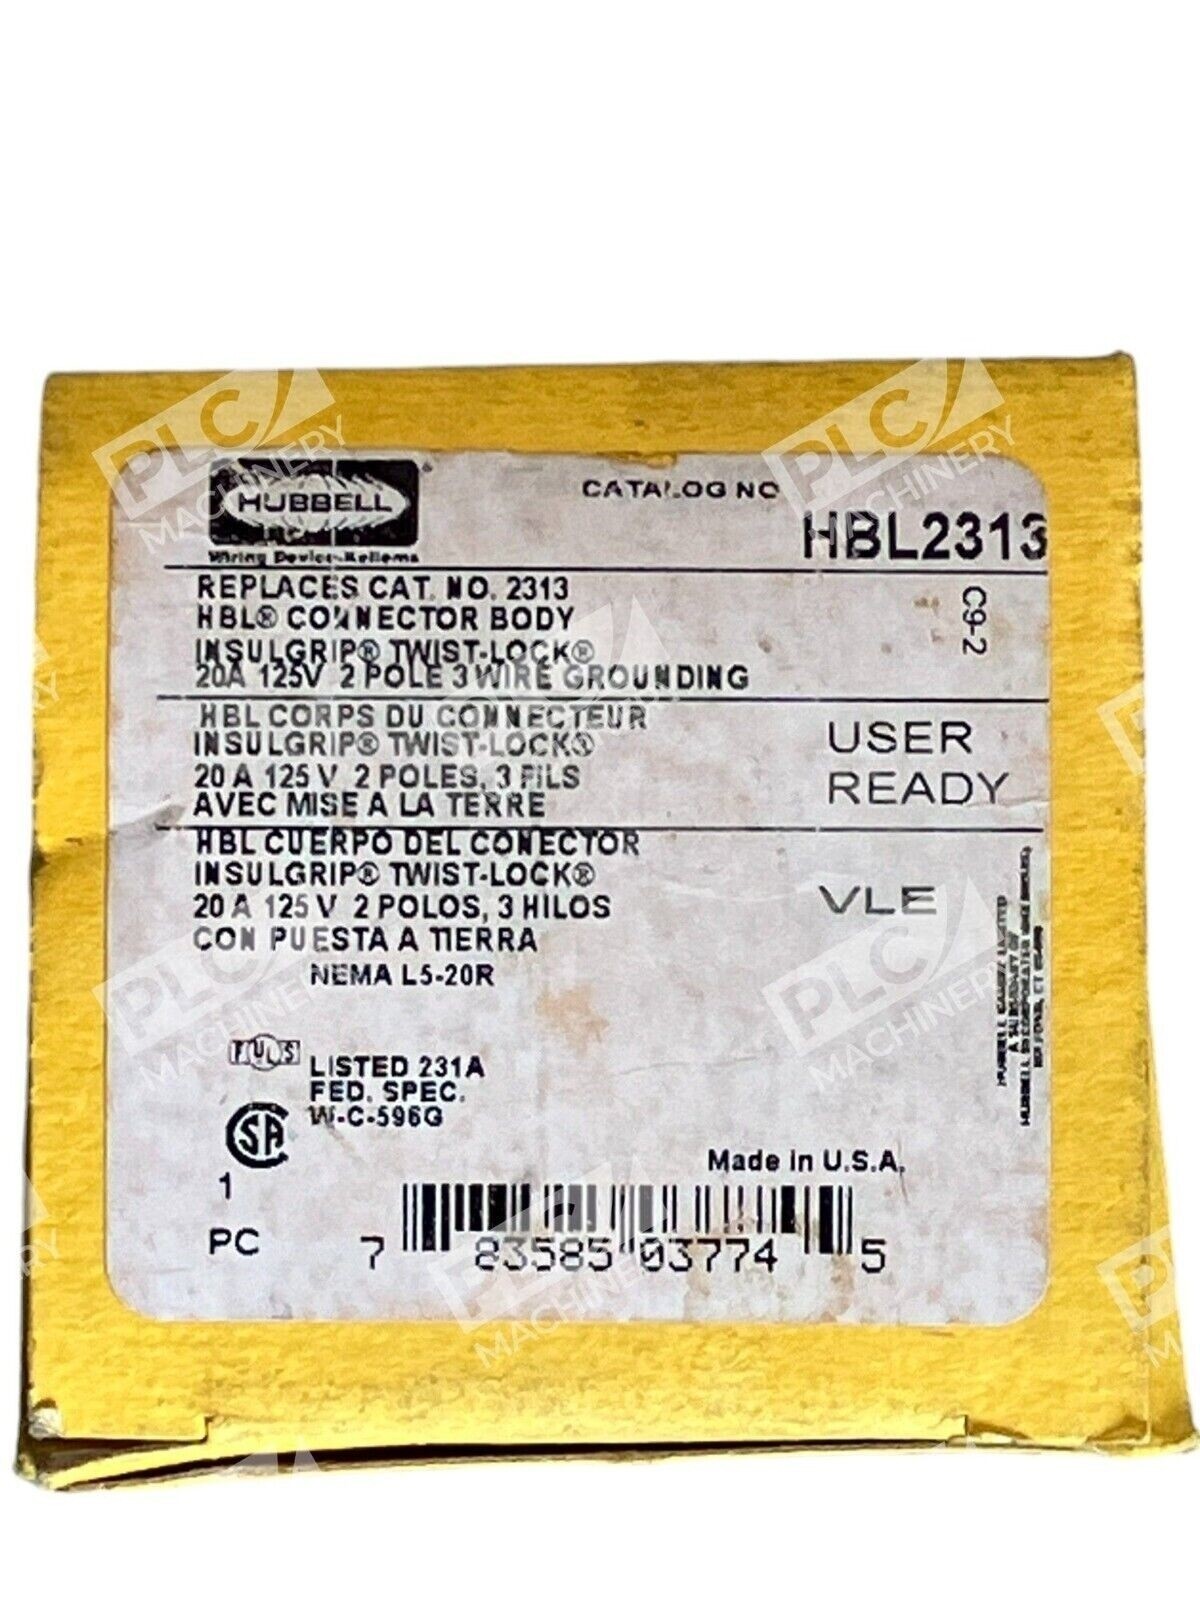 HUBBELL
Wiring Device-Kellems
CATALOG NO
HBL2313
REPLACES CAT. NO. 2313
HBL® CONNECTOR BODY
INSULGRIP® TWIST-LOCK®
20A 125V 2 POLE 3 WIRE GROUNDING
C9-2
HBL CORPS DU CONNECTEUR
INSULGRIP® TWIST-LOCK®
20 A 125 V 2 POLES, 3 FILS
AVEC MISE A LA TERRE
USER
READY
HBL CUERPO DEL CONECTOR
INSULGRIP® TWIST-LOCK®
20 A 125 V 2 POLOS, 3 HILOS
CON PUESTA A TIERRA
VLE
NEMA L5-20R
LISTED 231A
FED. SPEC.
W-C-596G
Made in U.S.A.
1
PC
7 83585 03774 5
PLC
MACHINERY